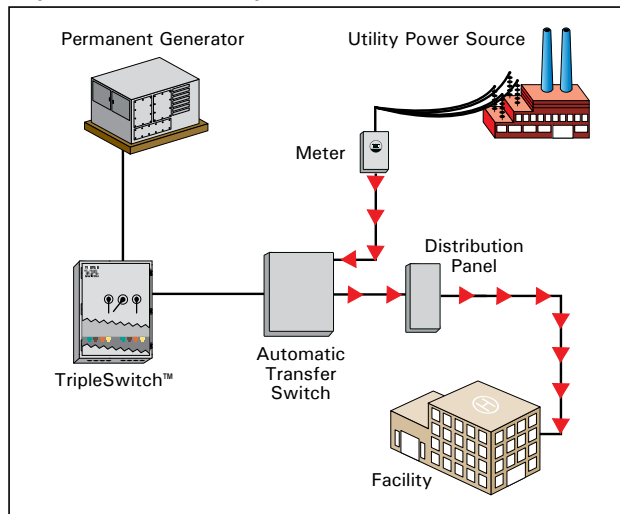 Permanent Generator
Utility Power Source
Meter
Distribution
Panel
TripleSwitch™
Automatic
Transfer
Switch
H
Facility